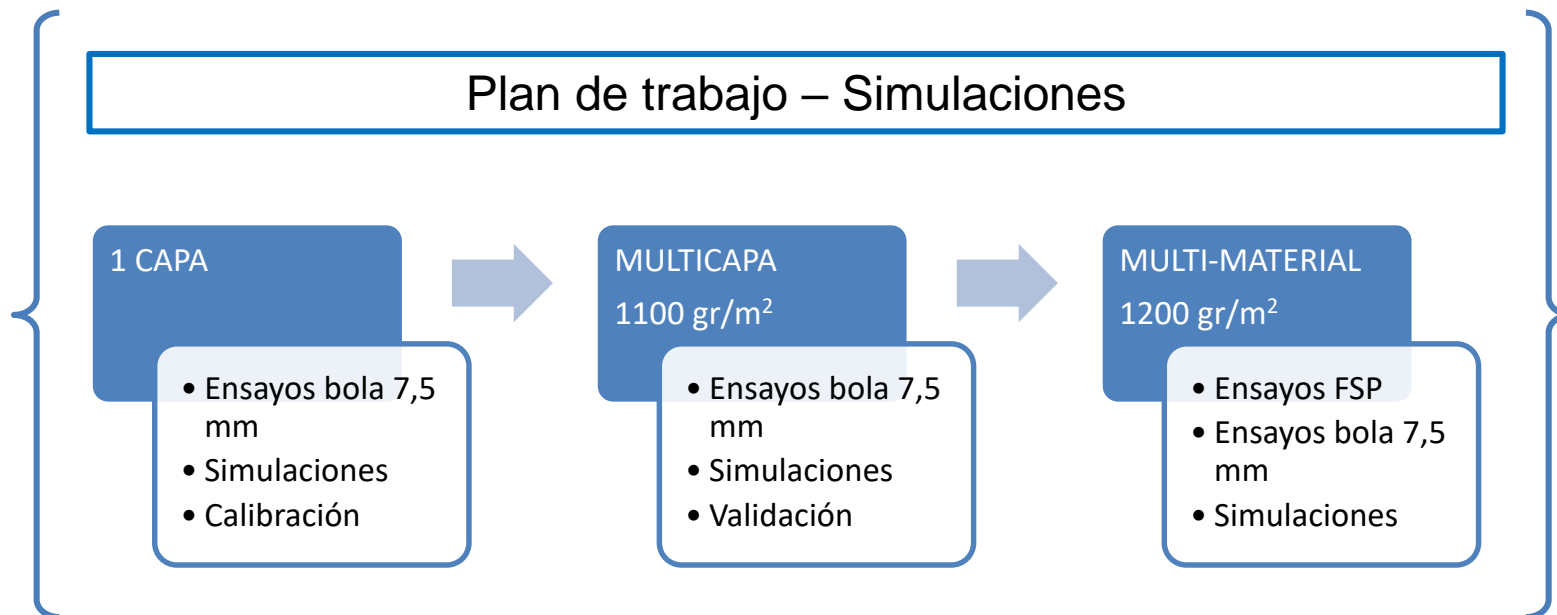 Plan de trabajo – Simulaciones
1 CAPA
• Ensayos bola 7,5
mm
• Simulaciones
• Calibración
MULTICAPA
1100 gr/m²
• Ensayos bola 7,5
mm
• Simulaciones
• Validación
MULTI-MATERIAL
1200 gr/m²
• Ensayos FSP
• Ensayos bola 7,5
mm
• Simulaciones